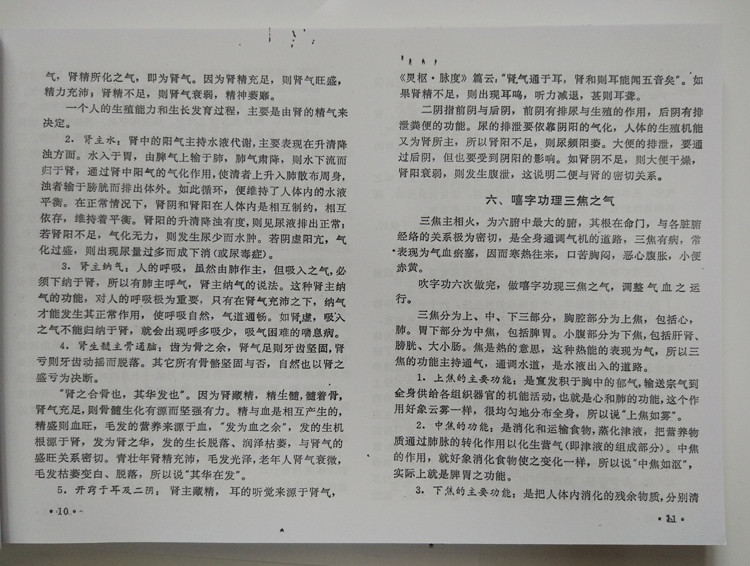 气，肾精所化之气，即为肾气。因为肾精充足，则肾气旺盛，
精力充沛；肾精不足，则肾气衰弱，精神萎靡。
一个人的生殖能力和生长发育过程，主要是由肾的精气来
决定。
2．肾主水：肾中的阳气主持水液代谢，主要表现在升清降
浊方面。水入于胃，由脾气上输于肺，肺气肃降，则水下流而
归于肾，通过肾中阳气的气化作用，使清者上升入肺散布周身，
浊者输于膀胱而排出体外。如此循环，便维持了人体内的水液
平衡。在正常情况下，肾阴和肾阳在人体内是相互制约，相互
依存，维持着平衡。肾阳的升清降浊有度，则见尿液排出正常；
若肾阳不足，气化无力，则发生尿少而水肿。若阴虚阳亢，气
化过盛，则出现尿量过多而成下消（或尿毒症）。
3．肾主纳气：人的呼吸，虽然由肺作主，但吸入之气，必
须下纳于肾，所以有肺主呼气，肾主纳气的说法。这种肾主纳
气的功能，对人的呼吸极为重要，只有在肾气充沛之下，纳气
才能发生其正常作用，使呼吸自然，气道通畅。如肾虚，吸入
之气不能归纳于肾，就会出现呼多吸少，吸气困难的喘息病。
4．肾生髓主骨通脑：齿为骨之余，肾气足则牙齿坚固，肾
亏则牙齿动摇而脱落。其它所有骨骼坚固与否，自然也以肾之
盛亏为决断。
“肾之合骨也，其华发也”。因为肾藏精，精生髓，髓养骨，
肾气充足，则骨髓生化有源而坚强有力。精与血是相互产生的，
精盛则血旺，毛发的营养来源于血，“发为血之余”，发的生机
根源于肾，发为肾之华，发的生长脱落、润泽枯萎，与肾气的
盛旺关系密切。青壮年肾精充沛，毛发光泽，老年人肾气衰微，
毛发枯萎变白、脱落，所以说“其华在发”。
5．开窍于耳及二阴：肾主藏精，耳的听觉来源于肾气，
•10•
《灵枢·脉度》篇云：“肾气通于耳，肾和则耳能闻五音矣”。如
果肾精不足，则出现耳鸣，听力减退，甚则耳聋。
二阴指前阴与后阴，前阴有排尿与生殖的作用，后阴有排
泄粪便的功能。尿的排泄要依靠阴阳的气化，人体的生殖机能
又为肾所主，所以肾阳不足，则尿频阳萎。大便的排泄，要通
过后阴，但也要受到阴阳的影响。如肾阴不足，则大便干燥，
肾阳衰弱，则发生腹泄，这说明二便与肾的密切关系。
六、嘻字功理三焦之气
三焦主相火，为六腑中最大的腑，其根在命门，与各脏腑
经络的关系极为密切，是全身通调气机的道路，三焦有病，常
表现为气血瘀塞，因而寒热往来，口苦胸闷，恶心腹胀，小便
赤黄。
吹字功六次做完，做嘻字功可理三焦之气，调整气血之运
行。
三焦分为上、中、下三部分，胸腔部分为上焦，包括心，
肺。胃下部分为中焦，包括脾胃。小腹部分为下焦，包括肝肾、
膀胱、大小肠。焦是热的意思，这种热能的表现为气，所以三
焦的功能主持通气，通调水道，是水液出入的道路。
1．上焦的主要功能：是宣发积于胸中的郁气，输送宗气到
全身供给各组织器官的机能活动，也就是心和肺的功能，这个作
用好象云雾一样，很均匀地分布全身，所以说“上焦如雾”。
2．中焦的功能：是消化和运输食物，蒸化津液，把营养物
质通过肺脉的转化作用以化生营气（即津液的组成部分）。中焦
的作用，就好象消化食物使之变化一样，所以说“中焦如沤”，
实际上就是脾胃之功能。
3．下焦的主要功能：是把人体内消化的残余物质，分别清
•11•